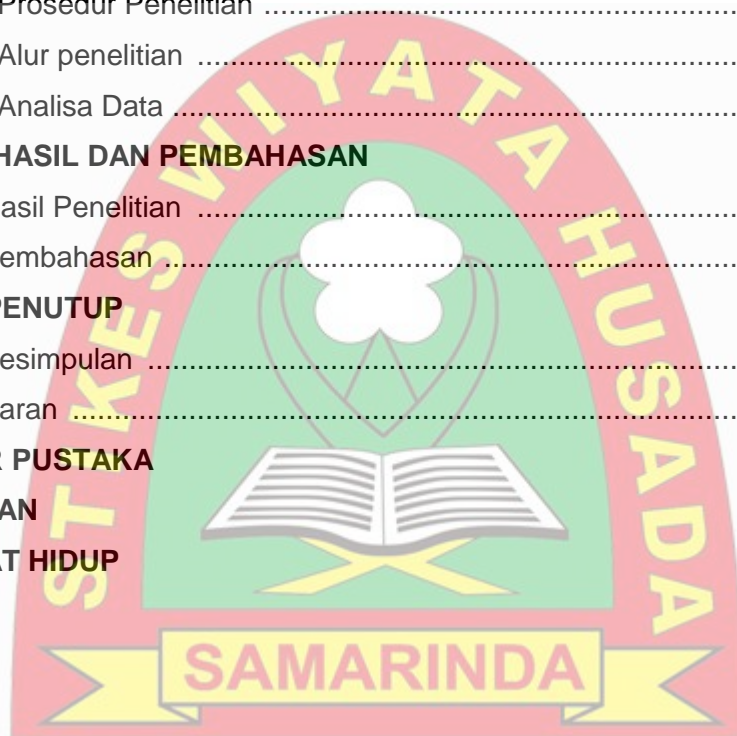 Prosedur Penelitian ..........................................................
Alur penelitian ..................................................................
Analisa Data .....................................................................
HASIL DAN PEMBAHASAN
asil Penelitian ..................................................................
embahasan ......................................................................
PENUTUP
esimpulan ........................................................................
aran .................................................................................
R PUSTAKA
AN
AT HIDUP
STIKES WIYATA HUSADA
SAMARINDA